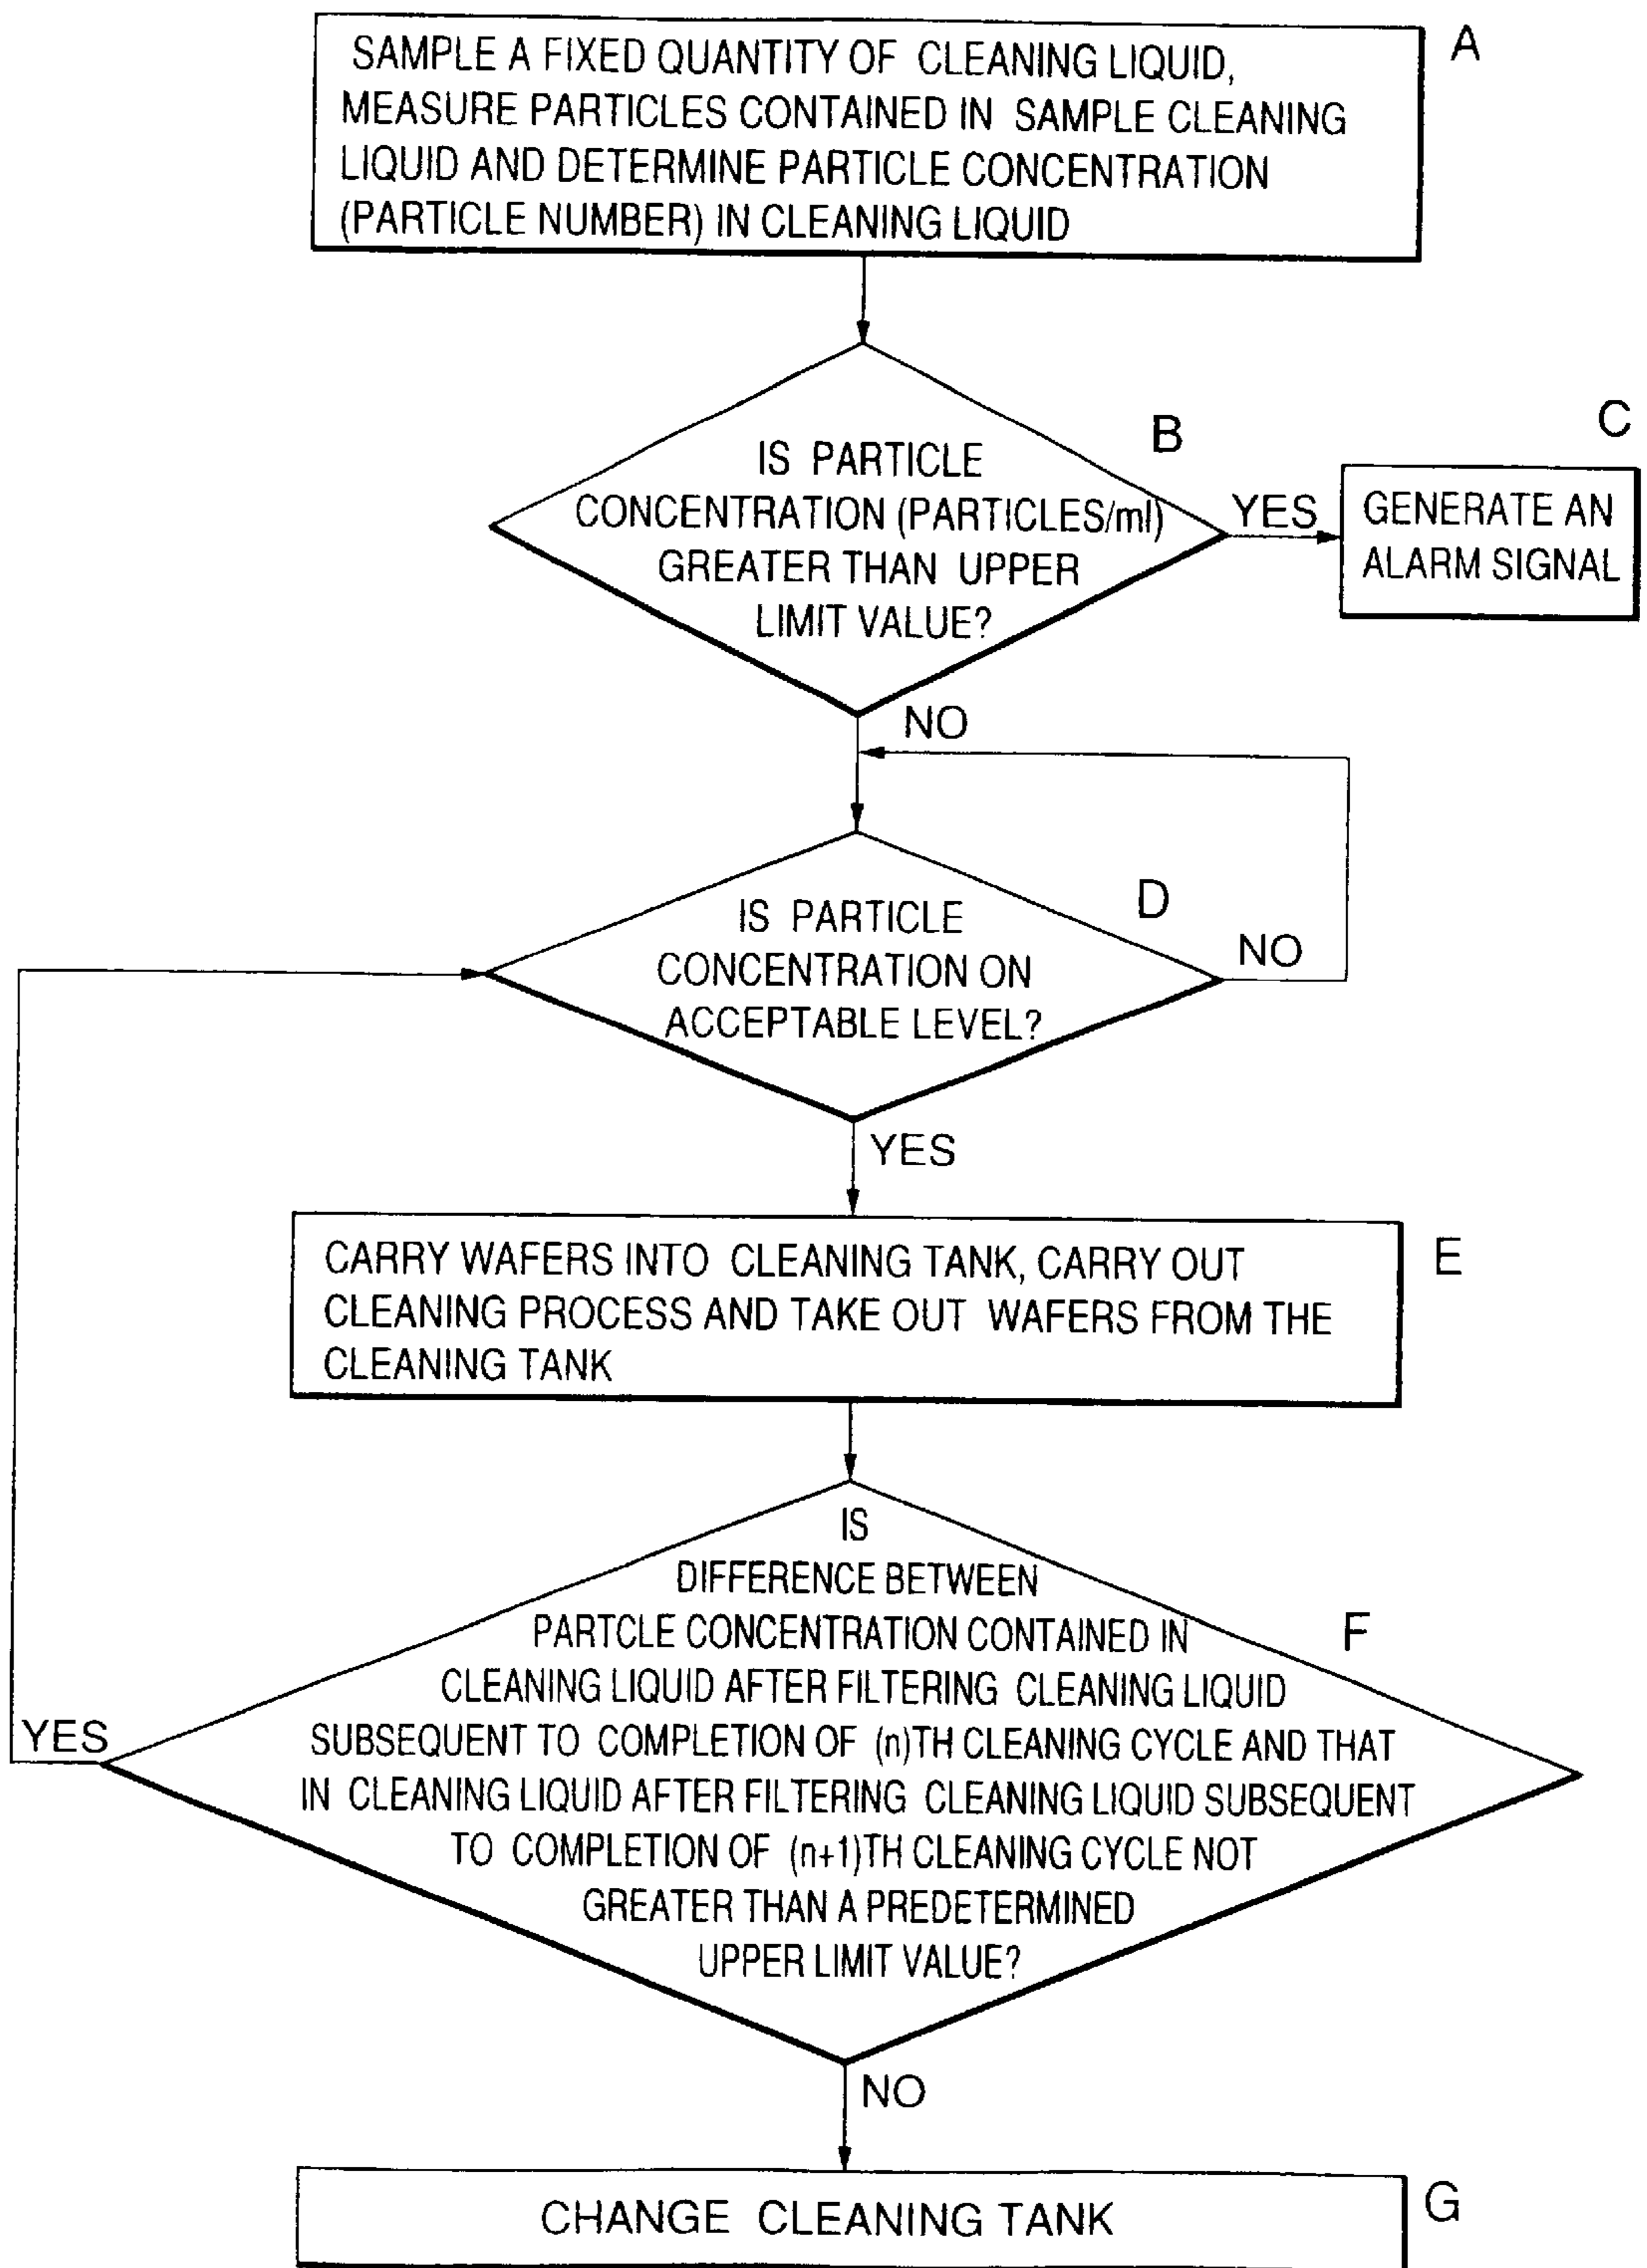 A
SAMPLE A FIXED QUANTITY OF CLEANING LIQUID,
MEASURE PARTICLES CONTAINED IN SAMPLE CLEANING
LIQUID AND DETERMINE PARTICLE CONCENTRATION
(PARTICLE NUMBER) IN CLEANING LIQUID
B
C
IS PARTICLE
CONCENTRATION (PARTICLES/ml)
GREATER THAN UPPER
LIMIT VALUE?
YES
GENERATE AN
ALARM SIGNAL
NO
D
IS PARTICLE
CONCENTRATION ON
ACCEPTABLE LEVEL?
NO
YES
E
CARRY WAFERS INTO CLEANING TANK, CARRY OUT
CLEANING PROCESS AND TAKE OUT WAFERS FROM THE
CLEANING TANK
F
IS
DIFFERENCE BETWEEN
PARTCLE CONCENTRATION CONTAINED IN
CLEANING LIQUID AFTER FILTERING CLEANING LIQUID
SUBSEQUENT TO COMPLETION OF (n)TH CLEANING CYCLE AND THAT
IN CLEANING LIQUID AFTER FILTERING CLEANING LIQUID SUBSEQUENT
TO COMPLETION OF (n+1)TH CLEANING CYCLE NOT
GREATER THAN A PREDETERMINED
UPPER LIMIT VALUE?
YES
NO
CHANGE CLEANING TANK
G